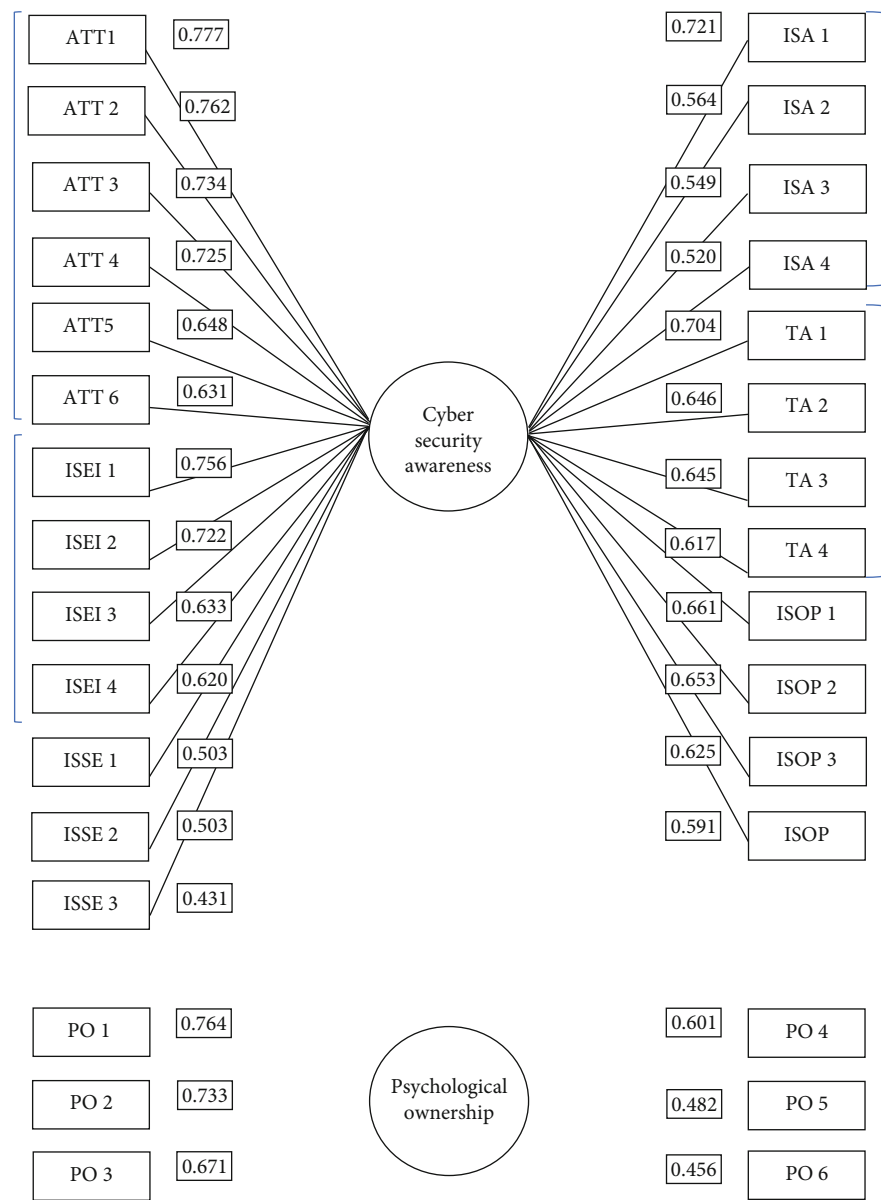 ATT1 0.777
ATT 2 0.762
ATT 3 0.734
ATT 4 0.725
ATT5 0.648
ATT 6 0.631
ISEI 1 0.756
ISEI 2 0.722
ISEI 3 0.633
ISEI 4 0.620
ISSE 1 0.503
ISSE 2 0.503
ISSE 3 0.431
Cyber
security
awareness
0.721 ISA 1
0.564 ISA 2
0.549 ISA 3
0.520 ISA 4
0.704 TA 1
0.646 TA 2
0.645 TA 3
0.617 TA 4
0.661 ISOP 1
0.653 ISOP 2
0.625 ISOP 3
0.591 ISOP
PO 1 0.764
PO 2 0.733
PO 3 0.671
Psychological
ownership
0.601 PO 4
0.482 PO 5
0.456 PO 6